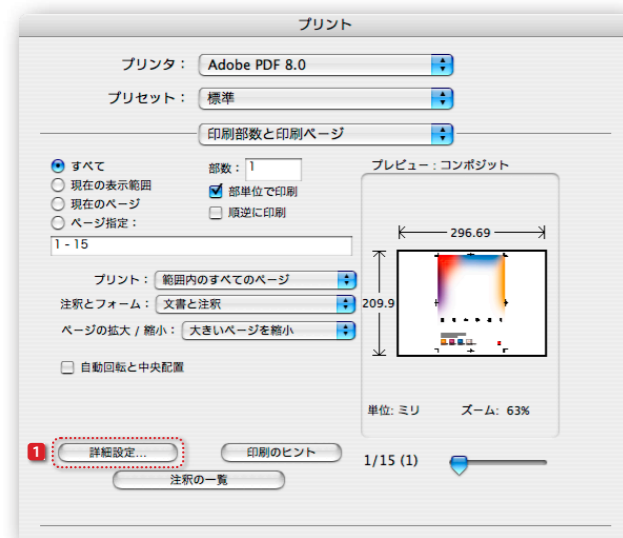 プリント
プリンタ： Adobe PDF 8.0
プリセット： 標準
印刷部数と印刷ページ
すべて
現在の表示範囲
現在のページ
ページ指定：
1 - 15
部数： 1
部単位で印刷
順逆に印刷
プリント： 範囲内のすべてのページ
注釈とフォーム： 文書と注釈
ページの拡大 / 縮小： 大きいページを縮小
自動回転と中央配置
プレビュー：コンポジット
296.69
209.9
単位: ミリ ズーム: 63%
1 詳細設定... 印刷のヒント
注釈の一覧
1/15 (1)